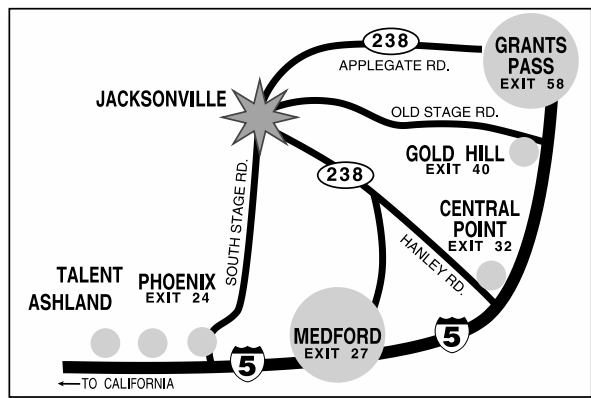 238
GRANTS
PASS
EXIT 58
APPLEGATE RD.
JACKSONVILLE
OLD STAGE RD.
GOLD HILL
EXIT 40
238
SOUTH STAGE RD.
CENTRAL
POINT
EXIT 32
HANLEY RD.
TALENT
ASHLAND
PHOENIX
EXIT 24
MEDFORD
EXIT 27
5
5
←TO CALIFORNIA